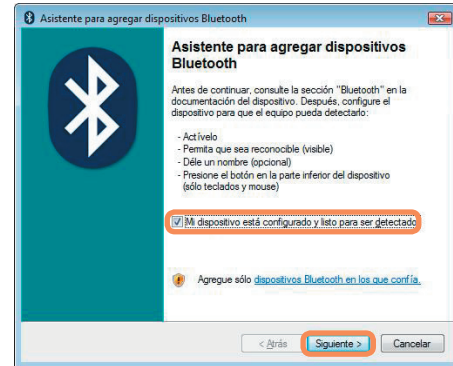 Asistente para agregar dispositivos Bluetooth
Asistente para agregar dispositivos
Bluetooth
Antes de continuar, consulte la sección "Bluetooth" en la
documentación del dispositivo. Después, configure el
dispositivo para que el equipo pueda detectarlo:
- Actívelo
- Permita que sea reconocible (visible)
- Déle un nombre (opcional)
- Presione el botón en la parte inferior del dispositivo
(sólo teclados y mouse)
Mi dispositivo está configurado y listo para ser detectado
Agregue sólo dispositivos Bluetooth en los que confía.
< Atrás
Siguiente >
Cancelar